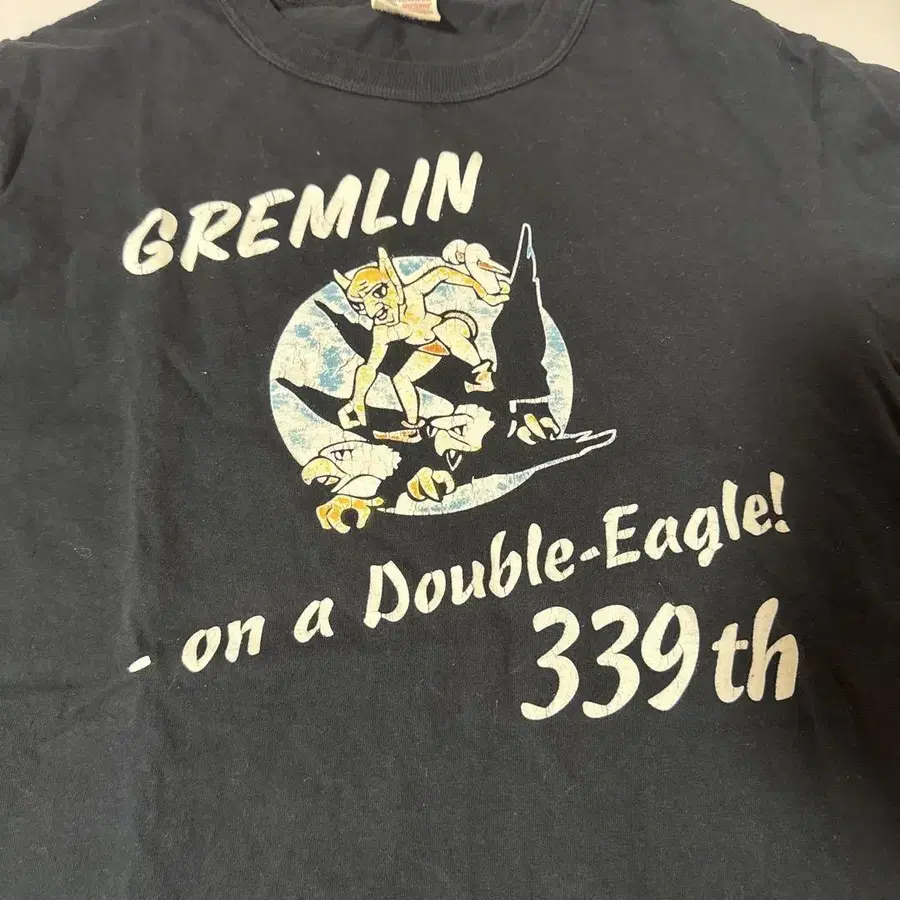 GREMLIN
- on a Double-Eagle!
339th